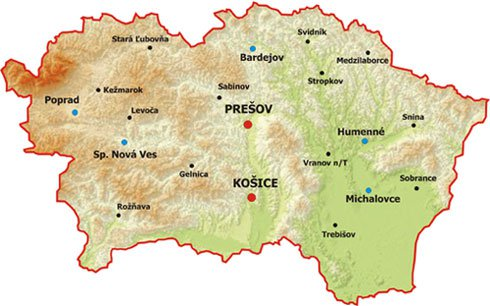 Svidník
Stará Ľubovňa
Bardejov
Medzilaborce
Stropkov
Kežmarok
Sabinov
Poprad
Levoča
PREŠOV
Snina
Humenné
Sp. Nová Ves
Vranov n/T
Gelnica
KOŠICE
Sobrance
Michalovce
Rožňava
Trebišov